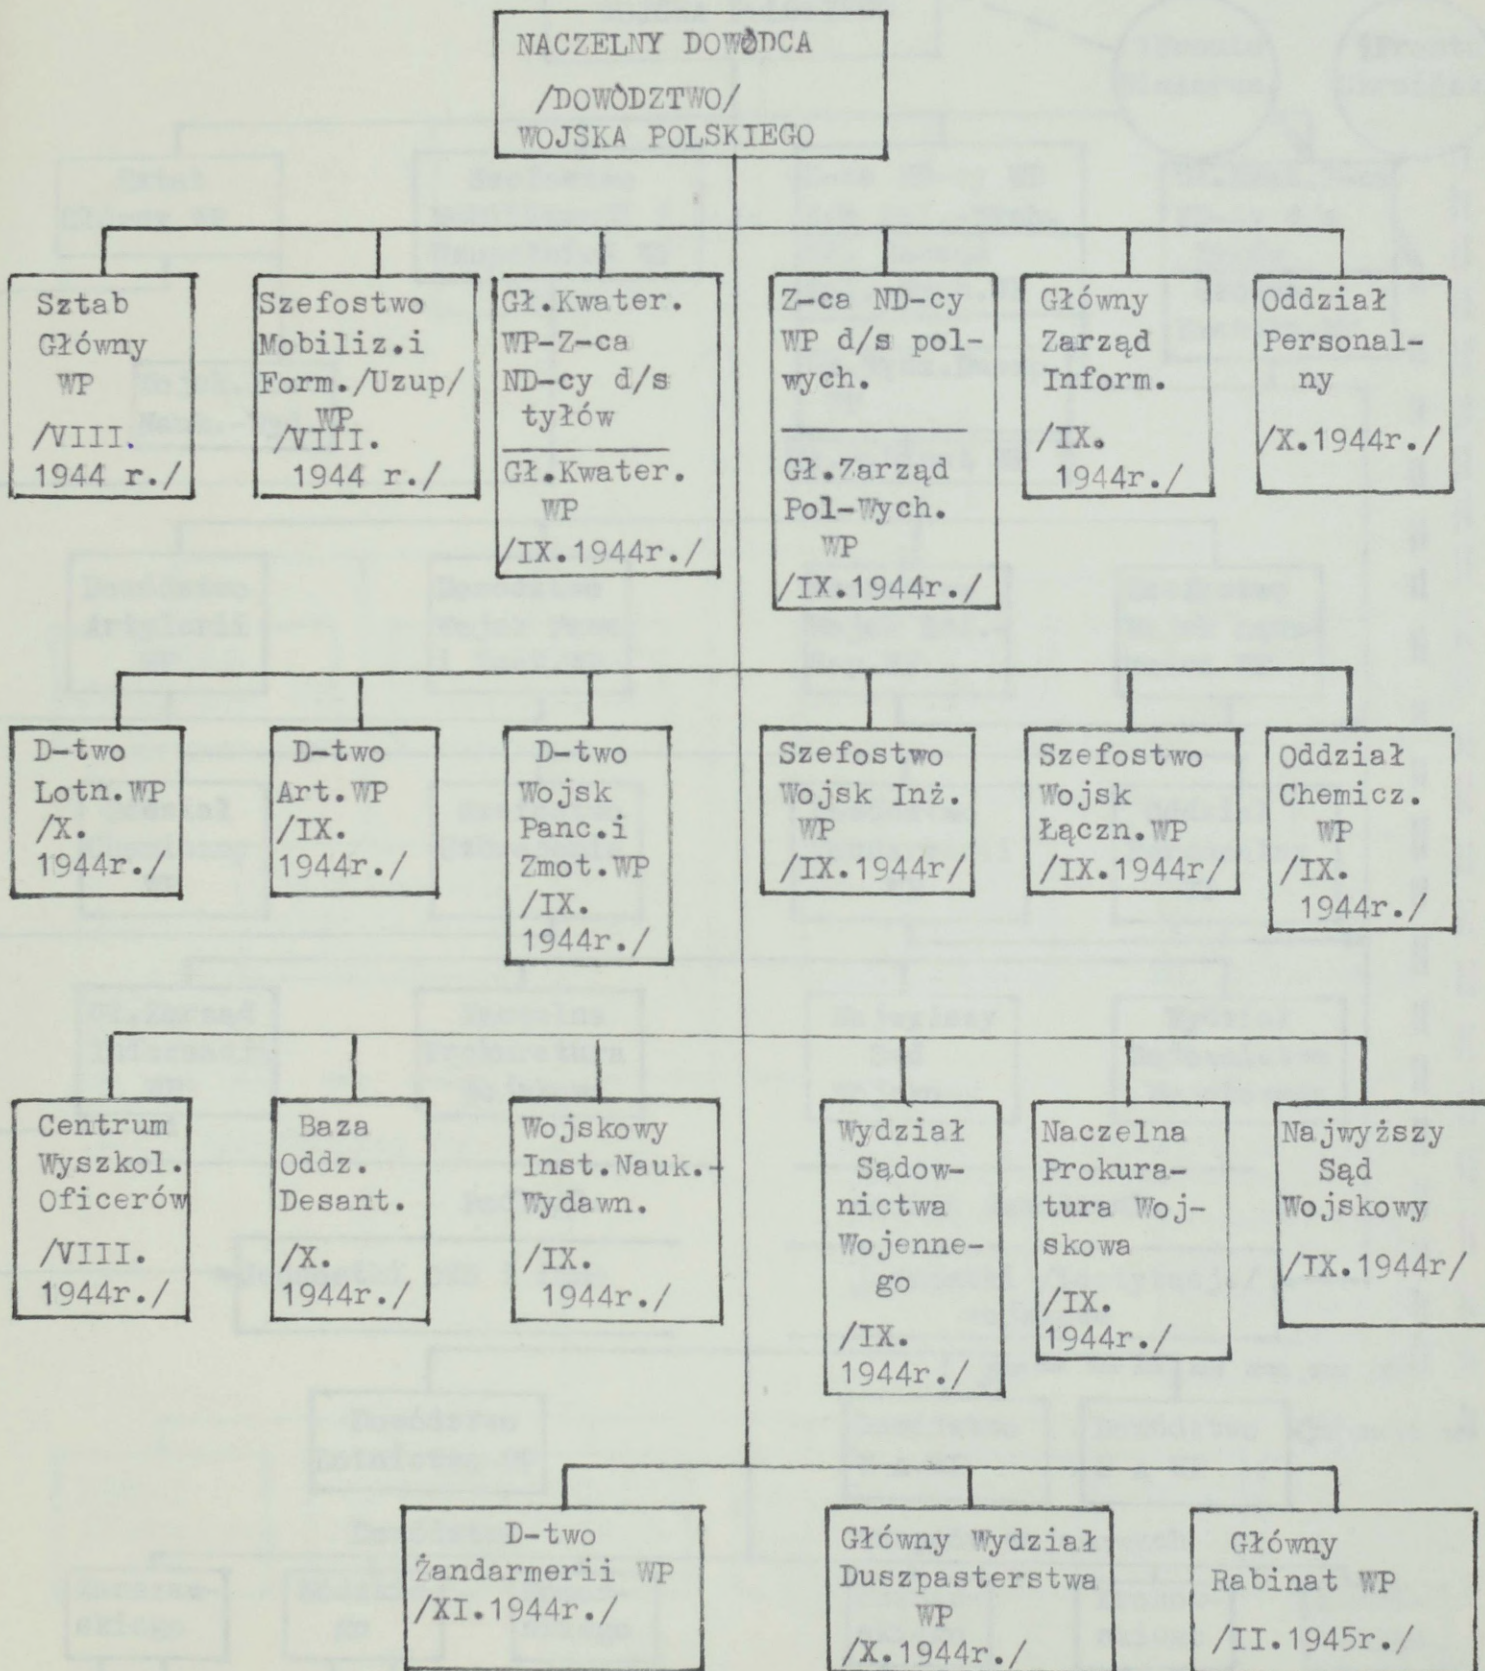 NACZELNY DOWÓDCA
/DOWÓDZTWO/
WOJSKA POLSKIEGO
Sztab
Główny
WP
/VIII.
1944 r./
Szefostwo
Mobiliz.i
Form./Uzup/
WP
/VIII.
1944 r./
Gł.Kwater.
WP-Z-ca
ND-cy d/s
tyłów
Gł.Kwater.
WP
/IX.1944r./
Z-ca ND-cy
WP d/s pol-
wych.
Gł.Zarząd
Pol-Wych.
WP
/IX.1944r./
Główny
Zarząd
Inform.
/IX.
1944r./
Oddział
Personal-
ny
/X.1944r./
D-two
Lotn.WP
/X.
1944r./
D-two
Art.WP
/IX.
1944r./
D-two
Wojsk
Panc.i
Zmot.WP
/IX.
1944r./
Szefostwo
Wojsk Inż.
WP
/IX.1944r/
Szefostwo
Wojsk
Łączn.WP
/IX.1944r/
Oddział
Chemicz.
WP
/IX.
1944r./
Centrum
Wyszkol.
Oficerów
/VIII.
1944r./
Baza
Oddz.
Desant.
/X.
1944r./
Wojskowy
Inst.Nauk.-
Wydawn.
/IX.
1944r./
Wydział
Sądow-
nictwa
Wojenne-
go
/IX.
1944r./
Naczelna
Prokura-
tura Woj-
skowa
/IX.
1944r./
Najwyższy
Sąd
Wojskowy
/IX.1944r/
D-two
Żandarmerii WP
/XI.1944r./
Główny Wydział
Duszpasterstwa
WP
/X.1944r./
Główny
Rabinat WP
/II.1945r./